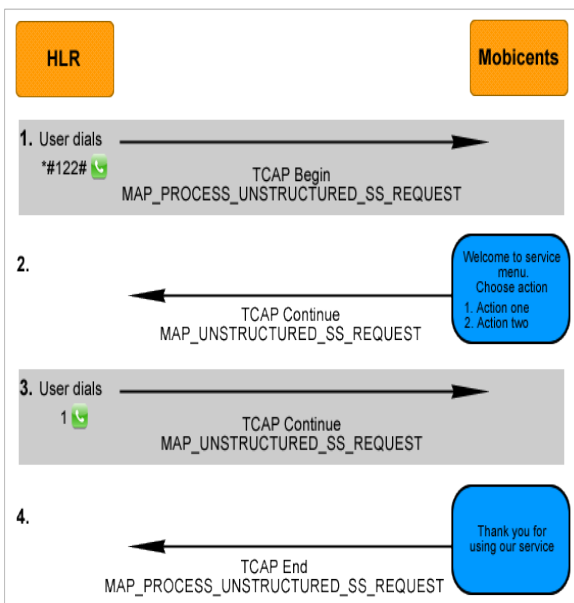 HLR
Mobicents
1. User dials
*#122#
TCAP Begin
MAP_PROCESS_UNSTRUCTURED_SS_REQUEST
2.
Welcome to service
menu.
Choose action
1. Action one
2. Action two
TCAP Continue
MAP_UNSTRUCTURED_SS_REQUEST
3. User dials
1
TCAP Continue
MAP_UNSTRUCTURED_SS_REQUEST
4.
Thank you for
using our service
TCAP End
MAP_PROCESS_UNSTRUCTURED_SS_REQUEST